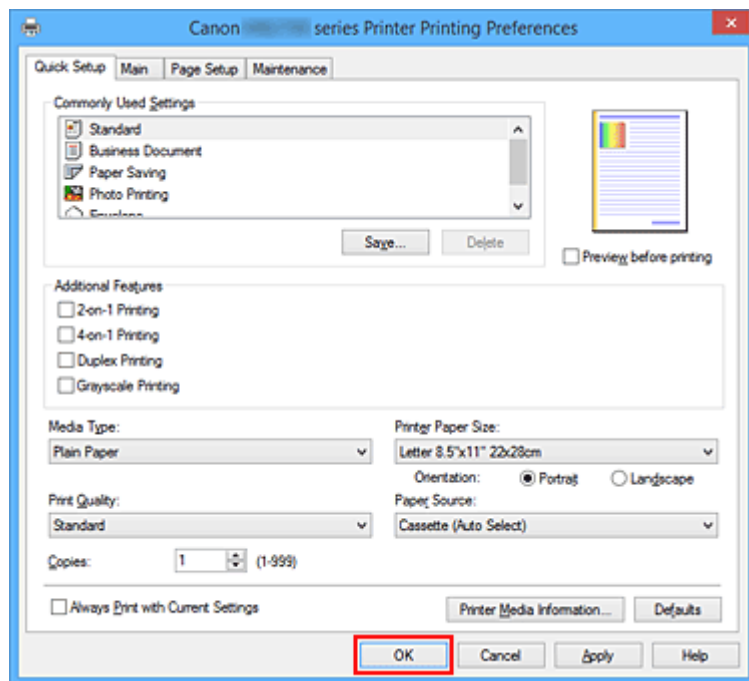 Canon series Printer Printing Preferences
Quick Setup Main Page Setup Maintenance
Commonly Used Settings
Standard
Business Document
Paper Saving
Photo Printing
Save... Delete
Preview before printing
Additional Features
2-on-1 Printing
4-on-1 Printing
Duplex Printing
Grayscale Printing
Media Type: Printer Paper Size:
Plain Paper Letter 8.5"x11" 22x28cm
Orientation: Portrait Landscape
Print Quality: Paper Source:
Standard Cassette (Auto Select)
Copies: 1 (1-999)
Always Print with Current Settings Printer Media Information... Defaults
OK Cancel Apply Help